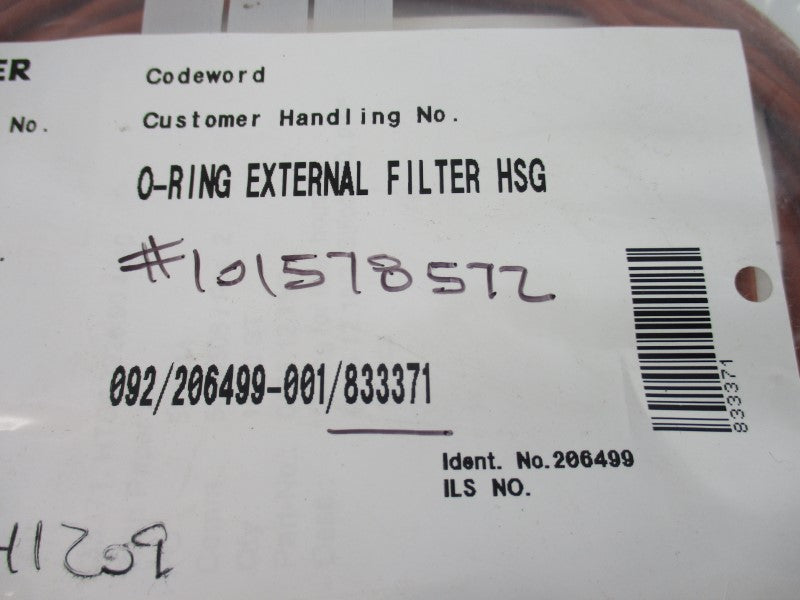 ER
Codeword
No.
Customer Handling No.
O-RING EXTERNAL FILTER HSG
#101578572
092/206499-001/833371
833371
Ident. No.206499
ILS NO.
H1209